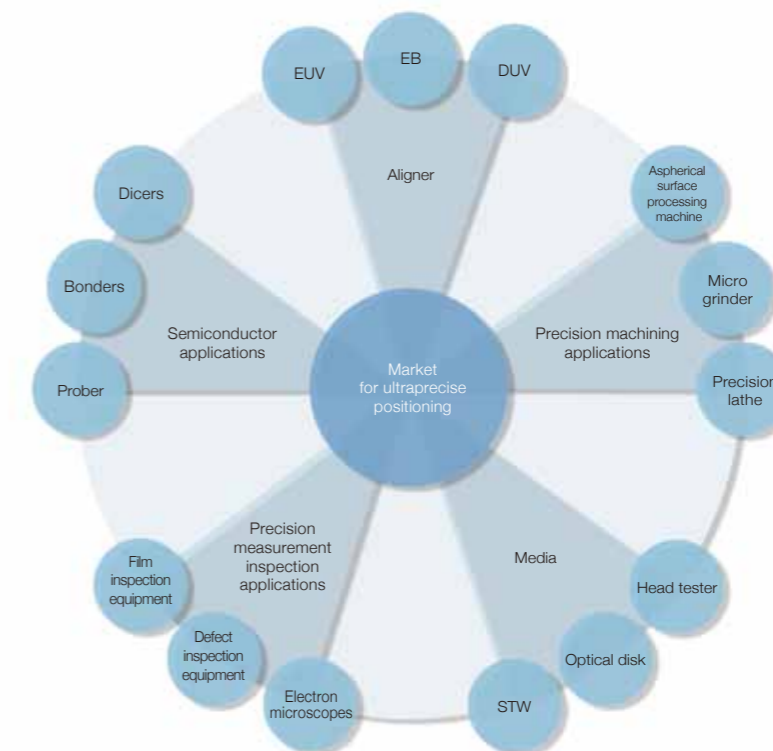 EUV
EB
DUV
Aligner
Dicers
Bonders
Prober
Semiconductor
applications
Aspherical
surface
processing
machine
Micro
grinder
Precision
lathe
Precision machining
applications
Market
for ultraprecise
positioning
Precision
measurement
inspection
applications
Film
inspection
equipment
Defect
inspection
equipment
Electron
microscopes
Media
Head tester
Optical disk
STW